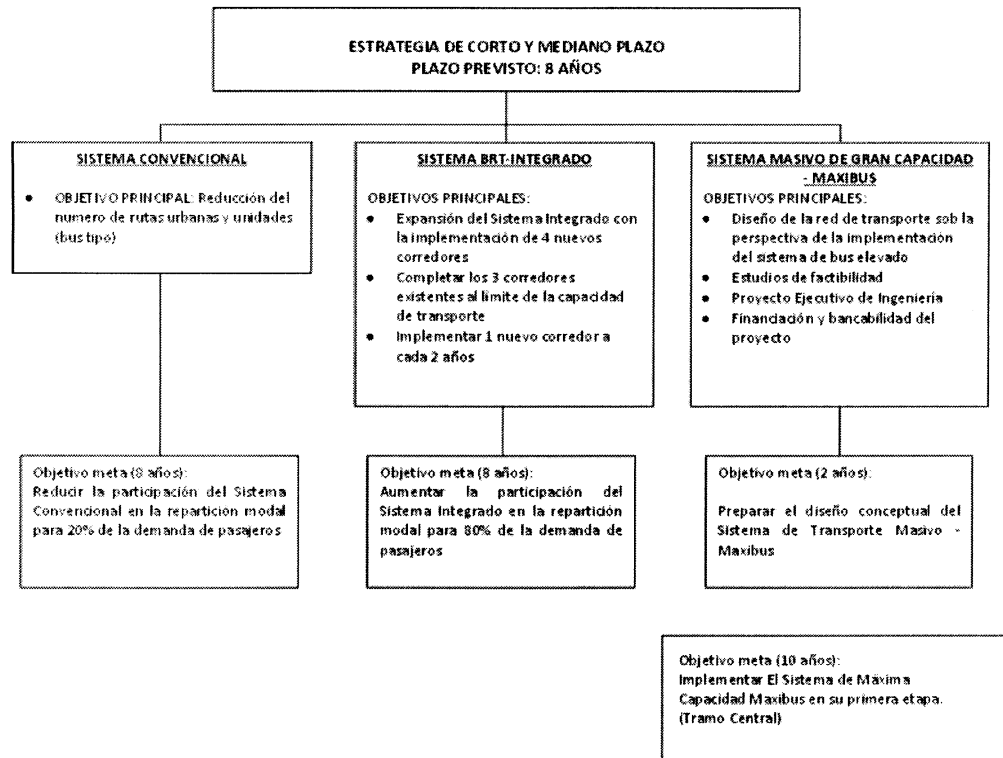 ESTRATEGIA DE CORTO Y MEDIANO PLAZO
PLAZO PREVISTO: 8 AÑOS
SISTEMA CONVENCIONAL
• OBJETIVO PRINCIPAL: Reducción del
numero de rutas urbanas y unidades
(bus tipo)
SISTEMA BRT-INTEGRADO
OBJETIVOS PRINCIPALES:
• Expansión del Sistema Integrado con
la implementación de 4 nuevos
corredores
• Completar los 3 corredores
existentes al límite de la capacidad
de transporte
• Implementar 1 nuevo corredor a
cada 2 años
SISTEMA MASIVO DE GRAN CAPACIDAD
- MAXIBUS
OBJETIVOS PRINCIPALES:
• Diseño de la red de transporte sob la
perspectiva de la implementación
del sistema de bus elevado
• Estudios de factibilidad
• Proyecto Ejecutivo de Ingeniería
• Financiación y bancabilidad del
proyecto
Objetivo meta (8 años):
Reducir la participación del Sistema
Convencional en la repartición modal
para 20% de la demanda de pasajeros
Objetivo meta (8 años):
Aumentar la participación del
Sistema Integrado en la repartición
modal para 80% de la demanda de
pasajeros
Objetivo meta (2 años):
Preparar el diseño conceptual del
Sistema de Transporte Masivo -
Maxibus
Objetivo meta (10 años):
Implementar El Sistema de Máxima
Capacidad Maxibus en su primera etapa.
(Tramo Central)